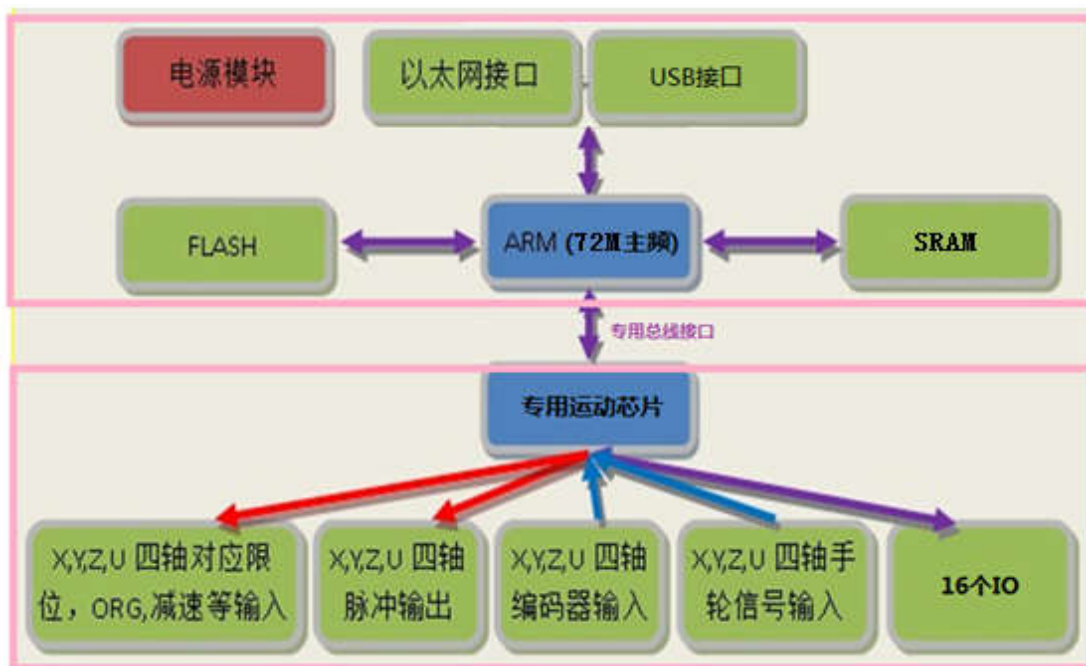 电源模块
以太网接口
USB接口
FLASH
ARM (72M主频)
SRAM
专用总线接口
专用运动芯片
X,Y,Z,U 四轴对应限
位，ORG,减速等输入
X,Y,Z,U 四轴
脉冲输出
X,Y,Z,U 四轴
编码器输入
X,Y,Z,U 四轴手
轮信号输入
16个IO